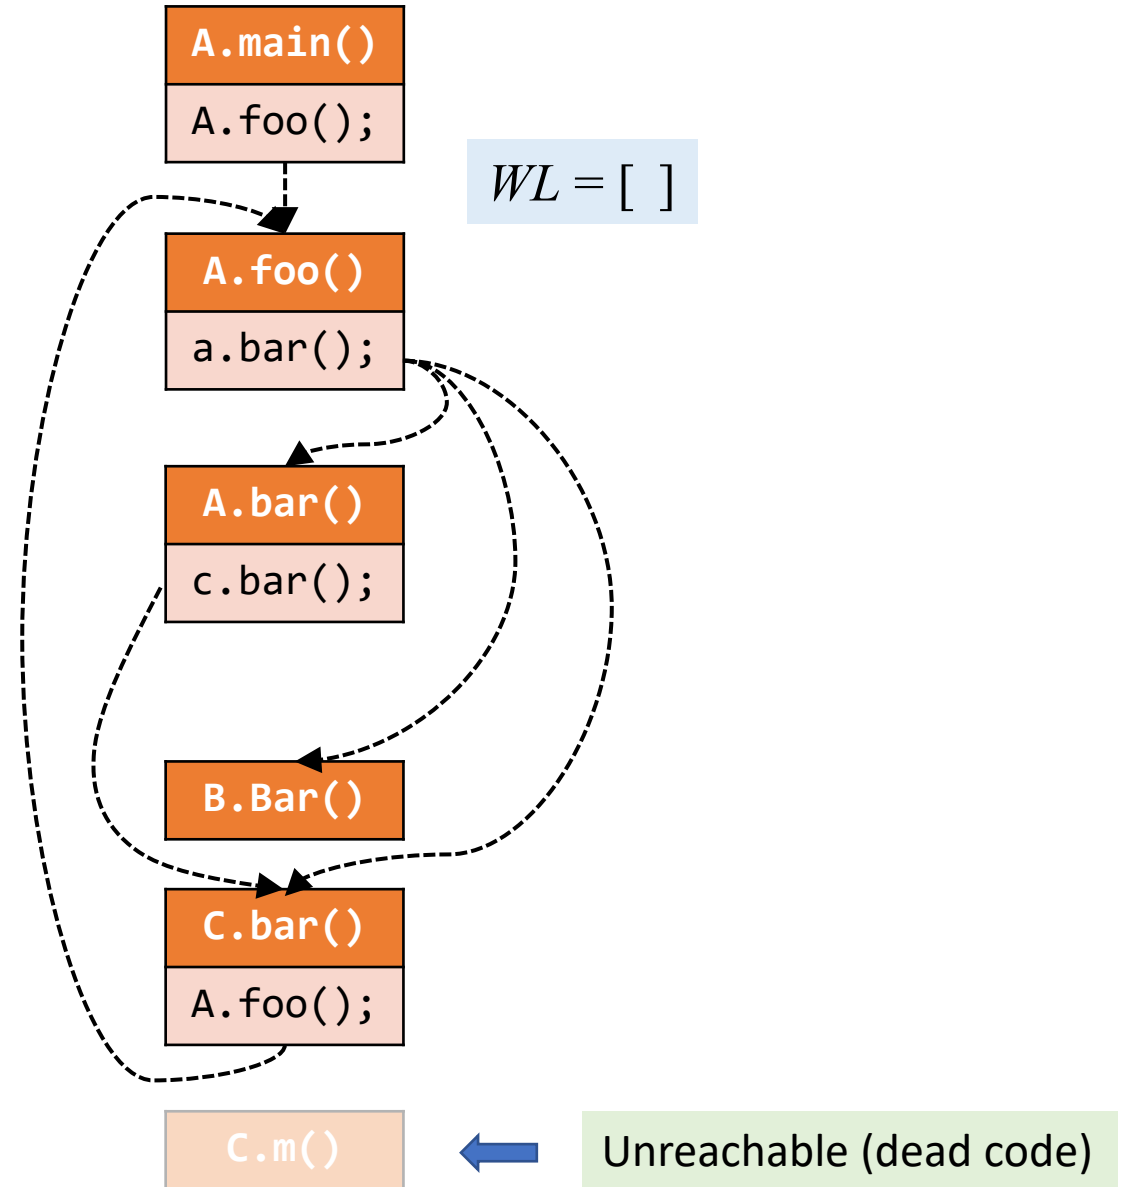 A.main()
A.foo();
WL = [ ]
A.foo()
a.bar();
A.bar()
c.bar();
B.Bar()
C.bar()
A.foo();
C.m()
Unreachable (dead code)